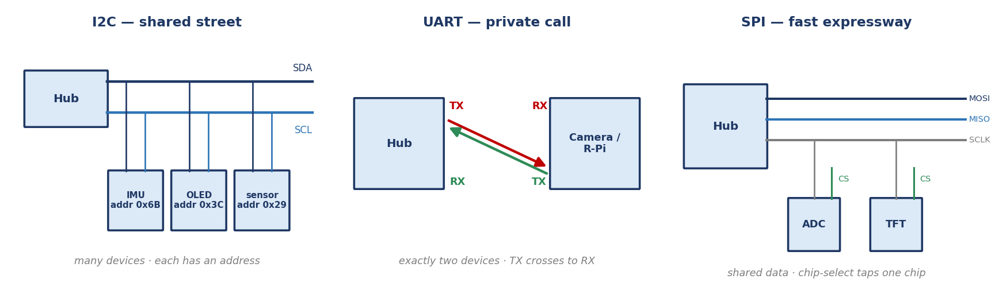 I2C — shared street
Hub
SDA
SCL
IMU
addr 0x6B
OLED
addr 0x3C
sensor
addr 0x29
many devices · each has an address
UART — private call
TX
RX
Hub
Camera /
R-Pi
RX
TX
exactly two devices · TX crosses to RX
SPI — fast expressway
Hub
MOSI
MISO
SCLK
CS
CS
ADC
TFT
shared data · chip-select taps one chip